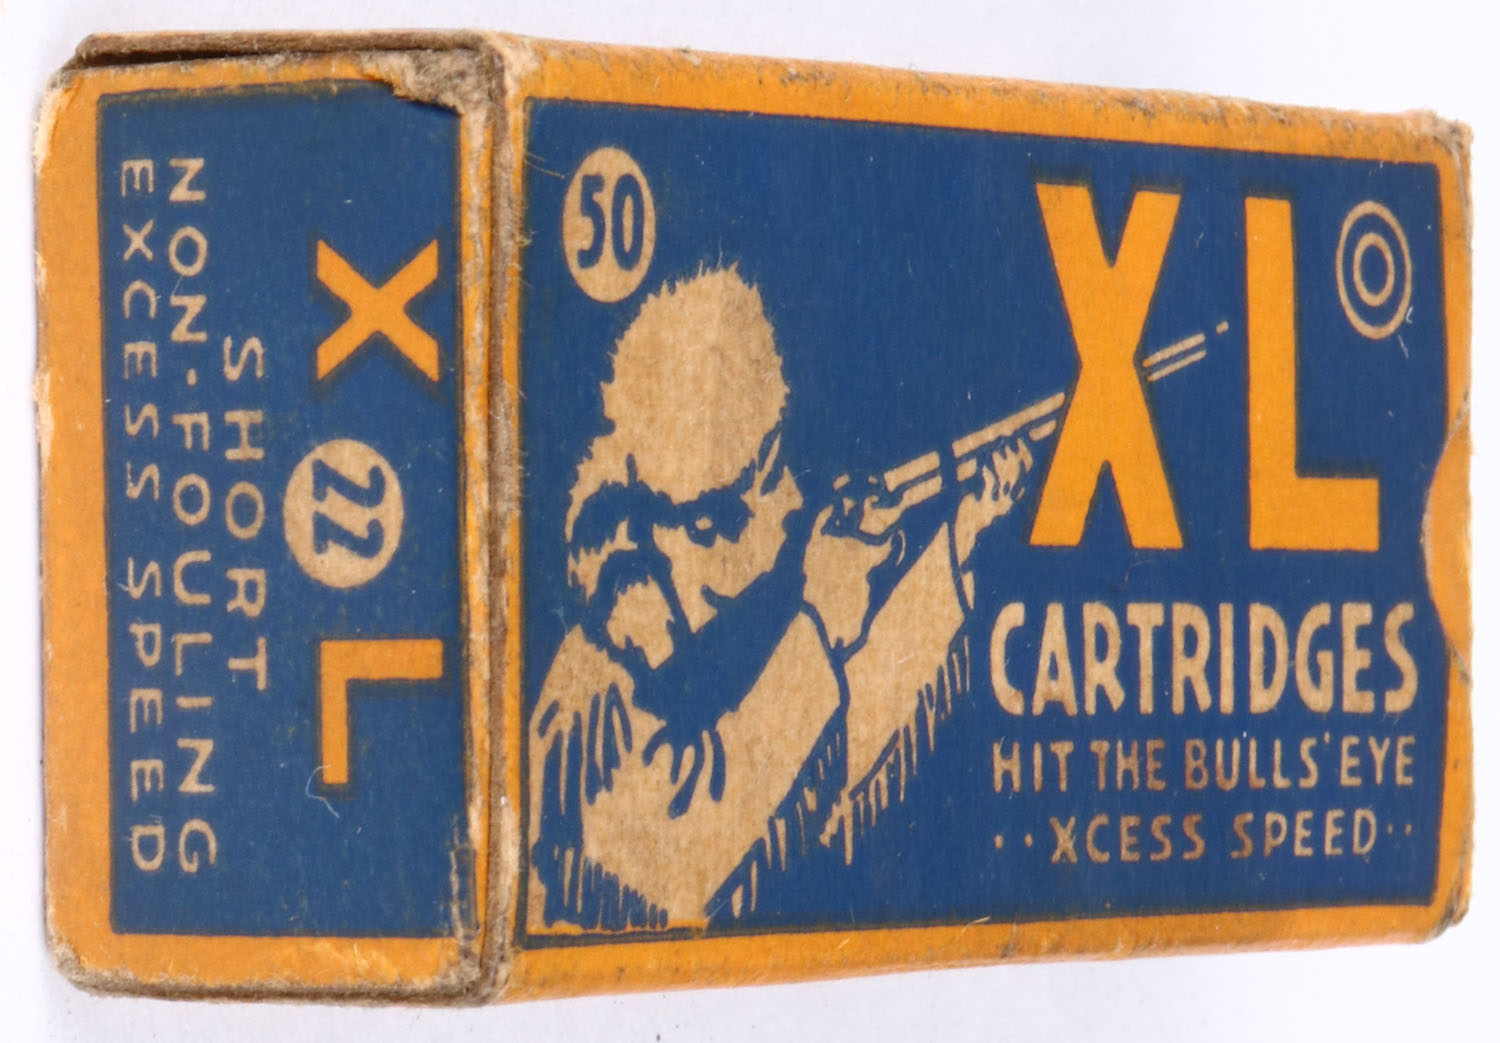 50
XL
CARTRIDGES
HIT THE BULLS' EYE
··XCESS SPEED··
X 22 L
SHORT
NON·FOULING
EXCESS SPEED